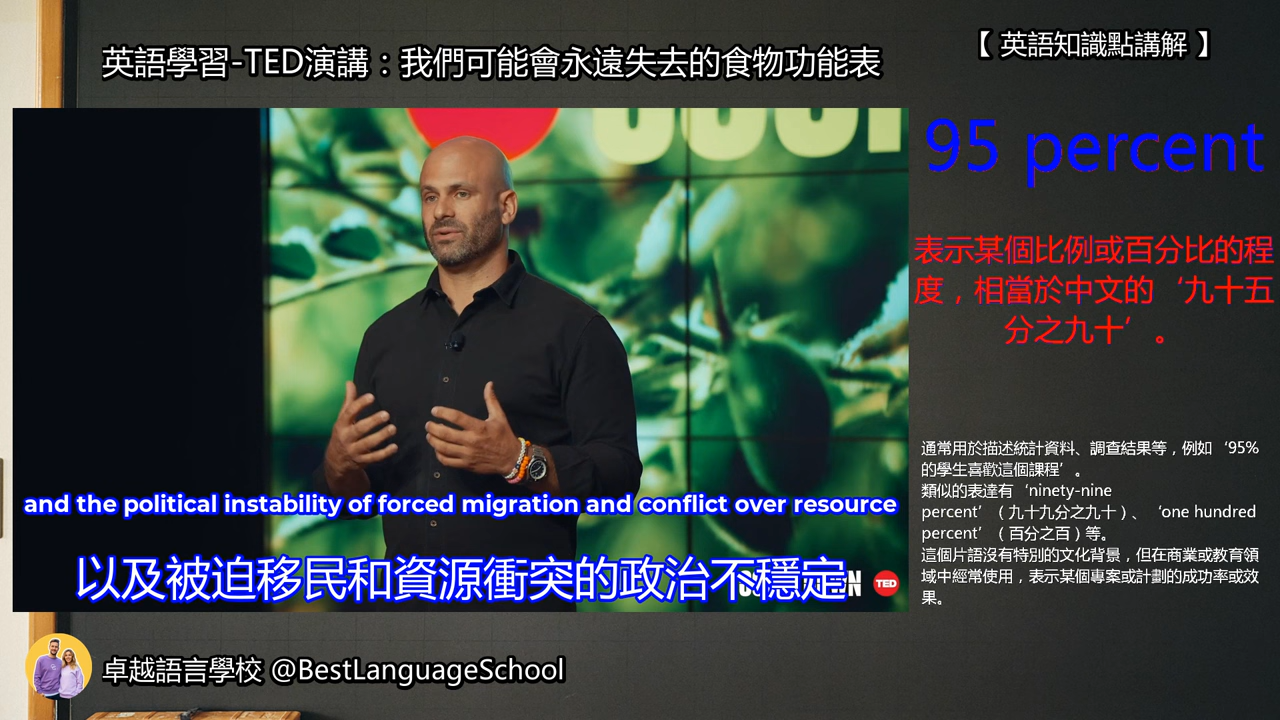 英語學習-TED演講：我們可能會永遠失去的食物功能表
【 英語知識點講解 】
95 percent
表示某個比例或百分比的程
度，相當於中文的‘九十五
分之九十’。
通常用於描述統計資料、調查結果等，例如‘95%
的學生喜歡這個課程’。
類似的表達有‘ninety-nine
percent’（九十九分之九十）、‘one hundred
percent’（百分之百）等。
這個片語沒有特別的文化背景，但在商業或教育領
域中經常使用，表示某個專案或計劃的成功率或效
果。
and the political instability of forced migration and conflict over resource
以及被迫移民和資源衝突的政治不穩定
TED
卓越語言學校 @BestLanguageSchool